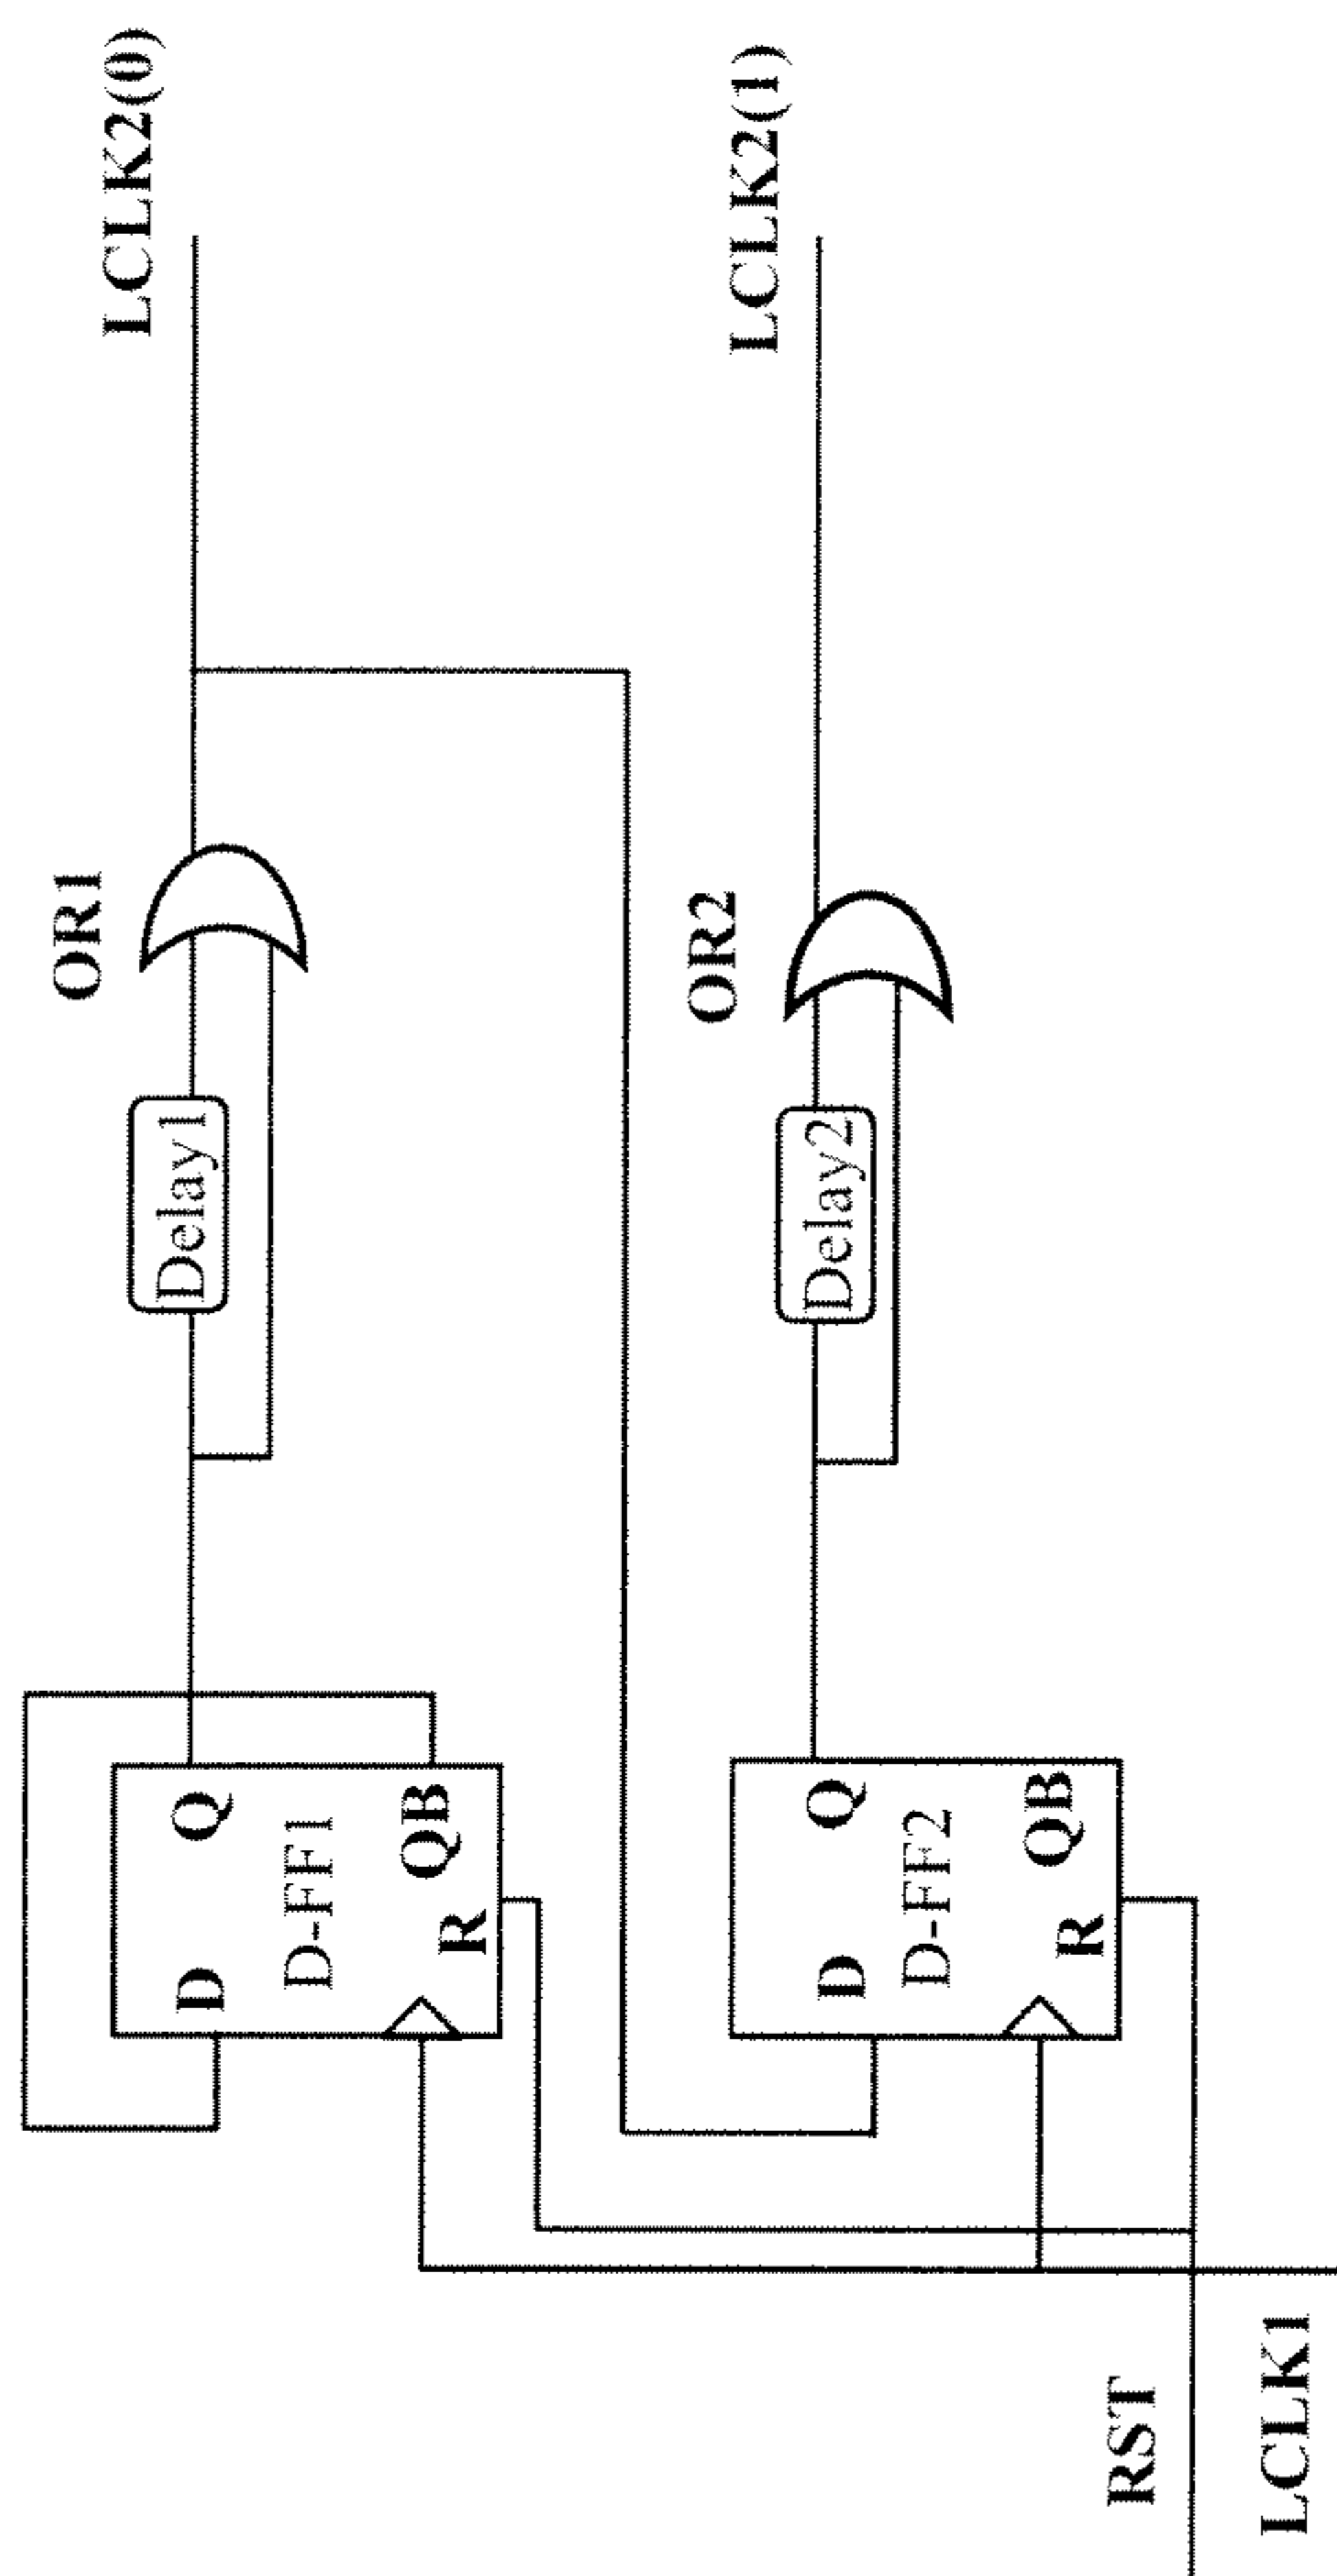 OR1
LCLK2(0)
Delay1
D
Q
D-FF1
QB
R
OR2
LCLK2(1)
Delay2
D
Q
D-FF2
QB
R
RST
LCLK1